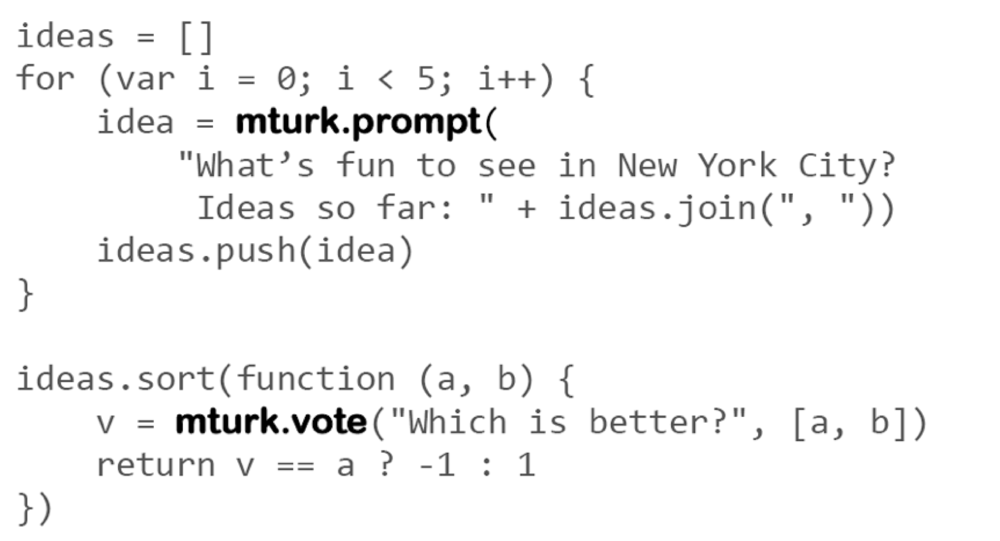 ideas = []
for (var i = 0; i < 5; i++) {
    idea = mturk.prompt(
        "What’s fun to see in New York City?
         Ideas so far: " + ideas.join(", "))
    ideas.push(idea)
}

ideas.sort(function (a, b) {
    v = mturk.vote("Which is better?", [a, b])
    return v == a ? -1 : 1
})